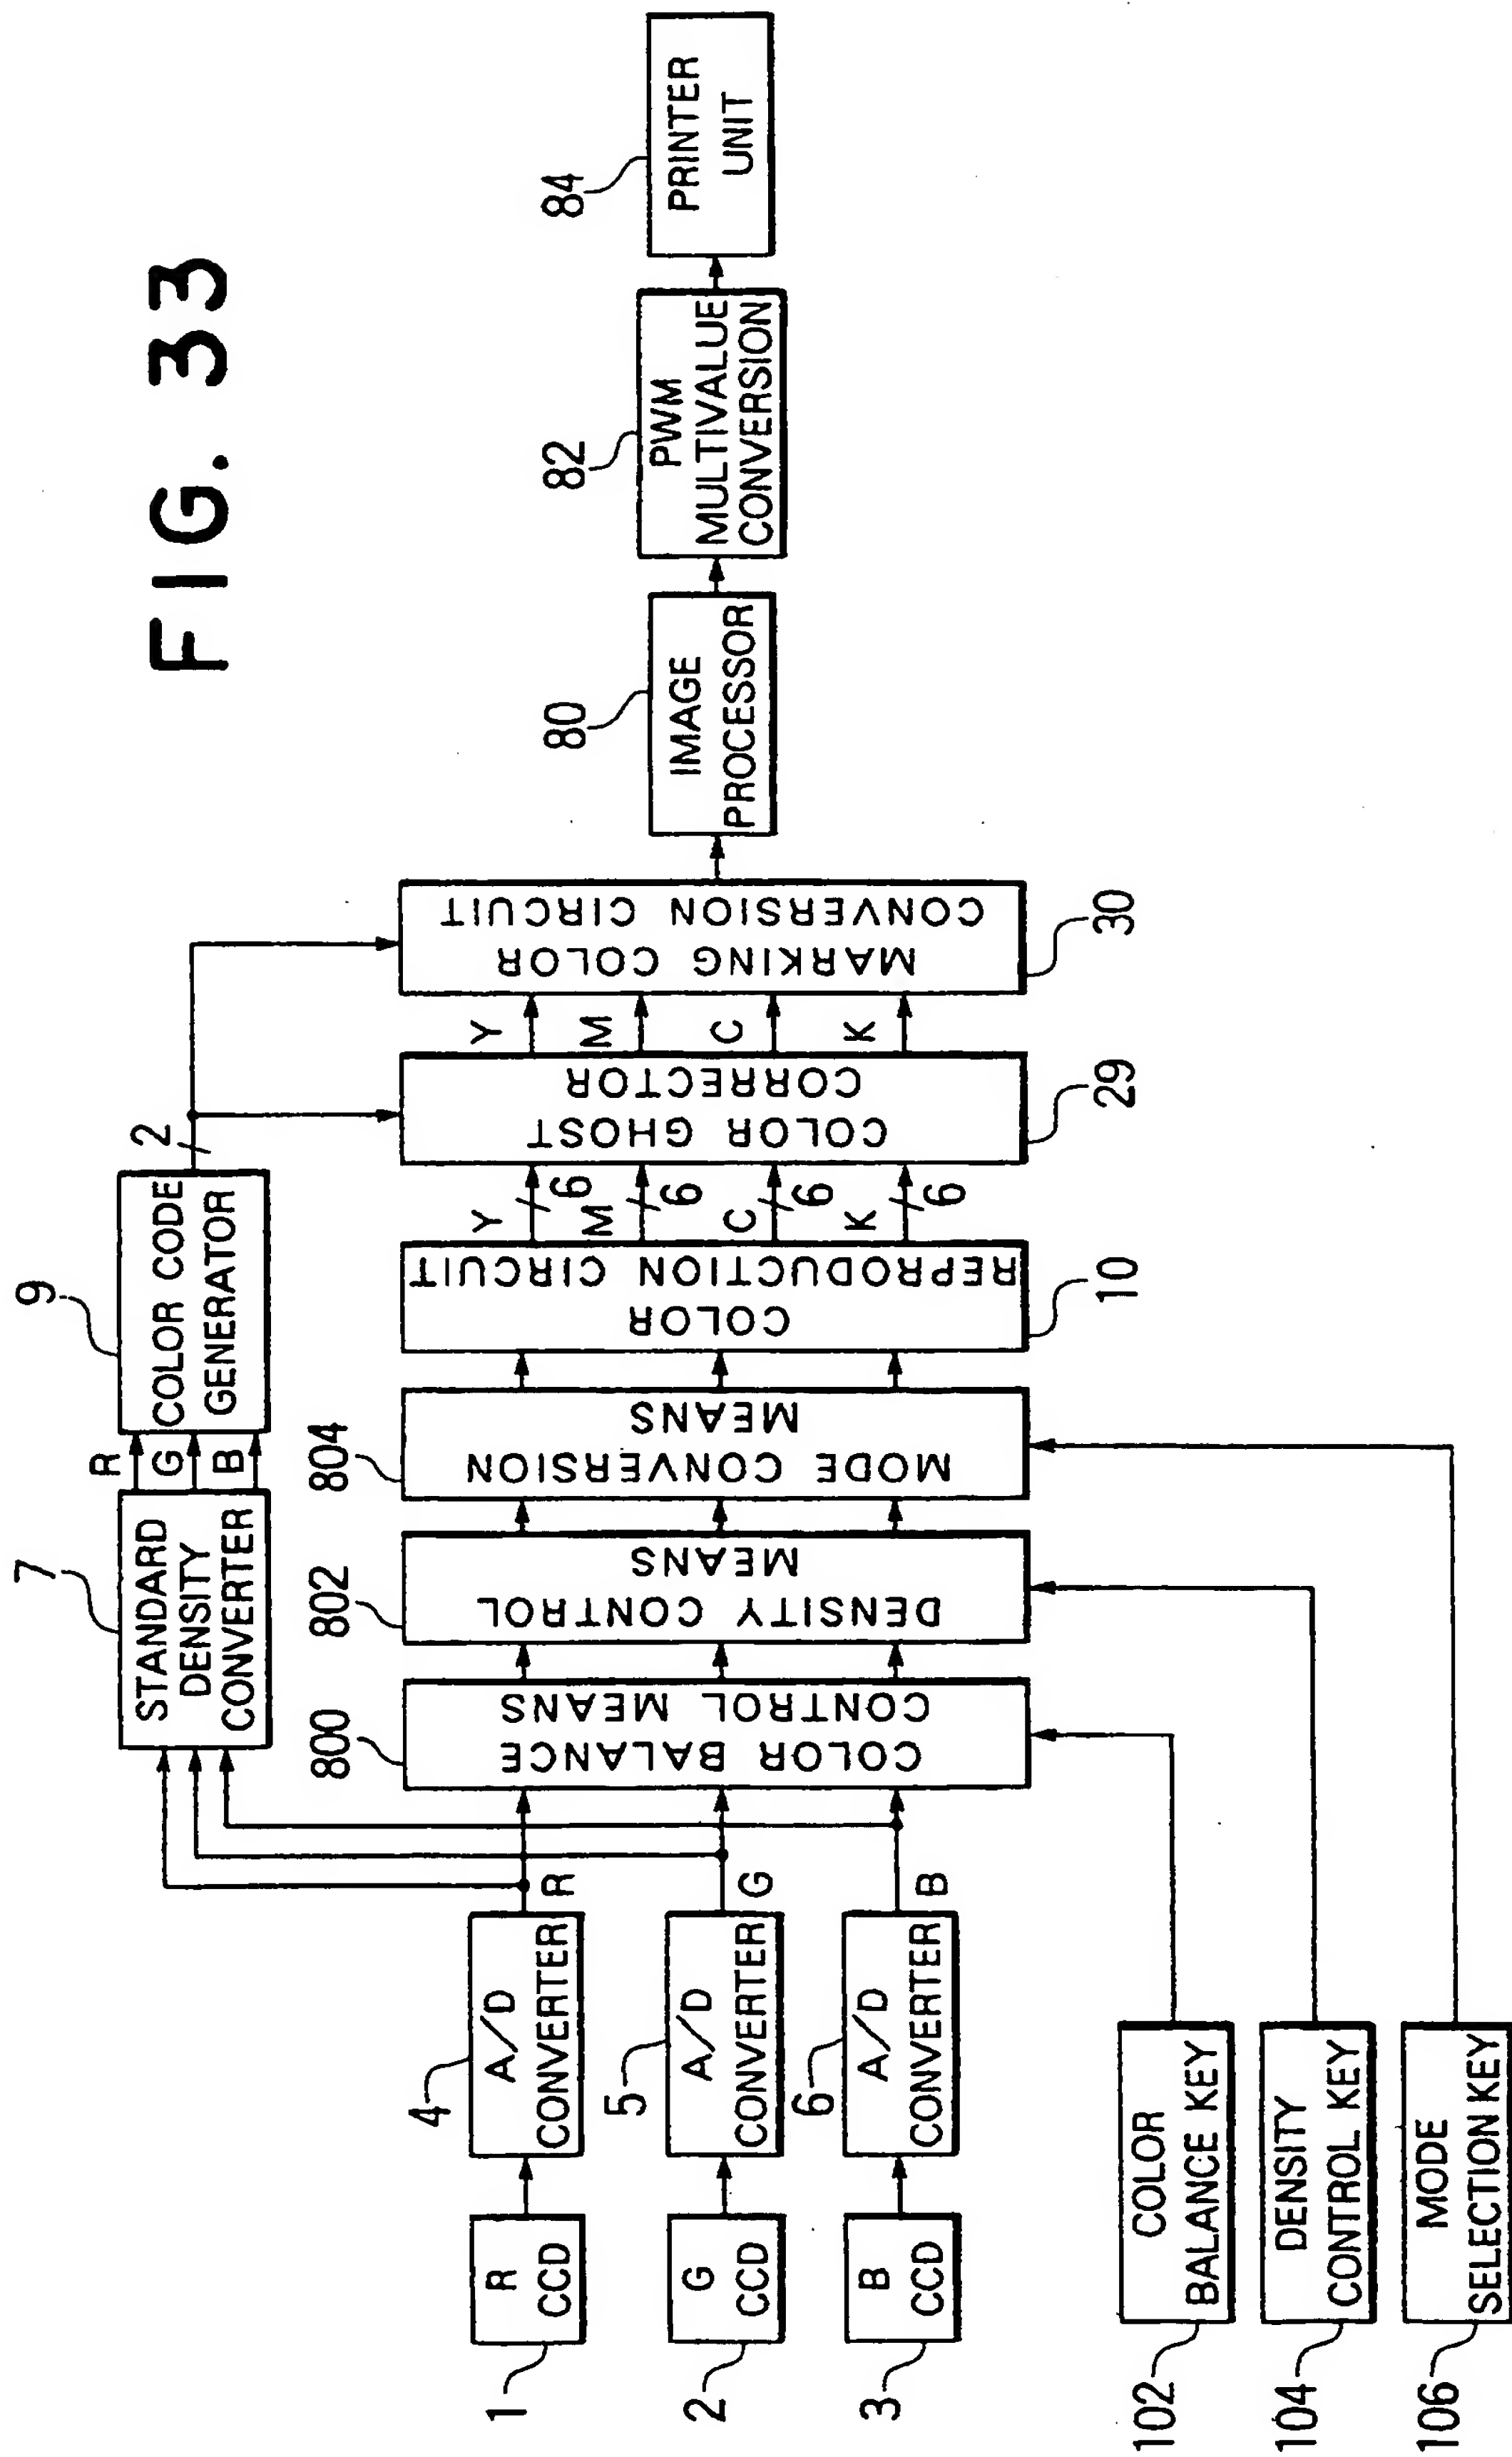 FIG. 33
7
STANDARD
DENSITY
CONVERTER
R
G
B
9
COLOR CODE
GENERATOR
2
1
R
CCD
4
A/D
CONVERTER
R
2
G
CCD
5
A/D
CONVERTER
G
3
B
CCD
6
A/D
CONVERTER
B
800
COLOR BALANCE
CONTROL MEANS
802
DENSITY CONTROL
MEANS
804
MODE CONVERSION
MEANS
COLOR
REPRODUCTION CIRCUIT
10
Y
6
M
6
C
6
K
6
COLOR GHOST
CORRECTOR
29
Y
M
C
K
MARKING COLOR
CONVERSION CIRCUIT
30
80
IMAGE
PROCESSOR
82
PWM
MULTIVALUE
CONVERSION
84
PRINTER
UNIT
102
COLOR
BALANCE KEY
104
DENSITY
CONTROL KEY
106
MODE
SELECTION KEY